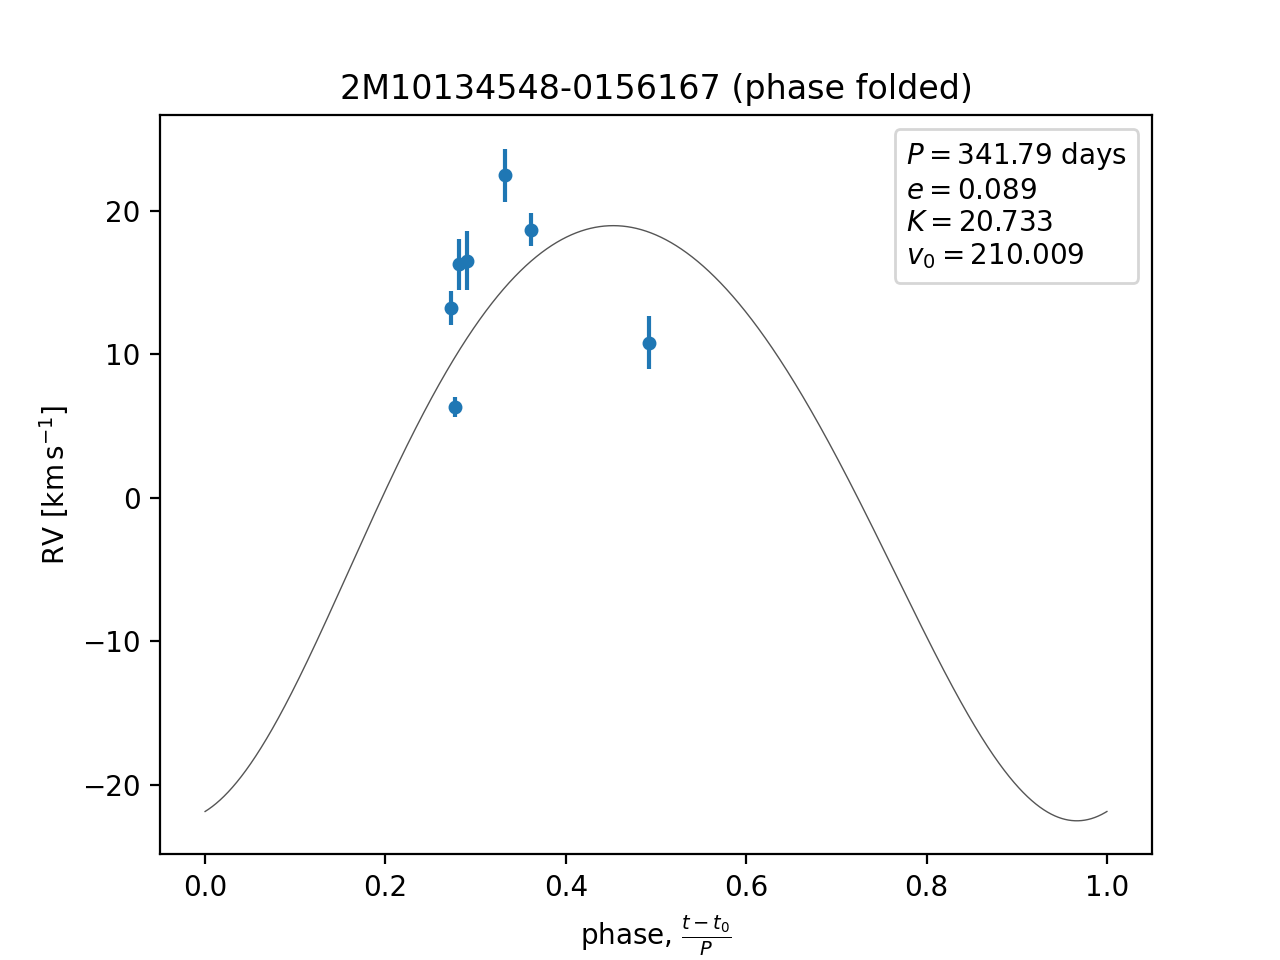 2M10134548-0156167 (phase folded)
P = 341.79 days
e = 0.089
K = 20.733
v₀ = 210.009
RV [km s⁻¹]
20
10
0
−10
−20
0.0 0.2 0.4 0.6 0.8 1.0
phase, (t − t₀)/P